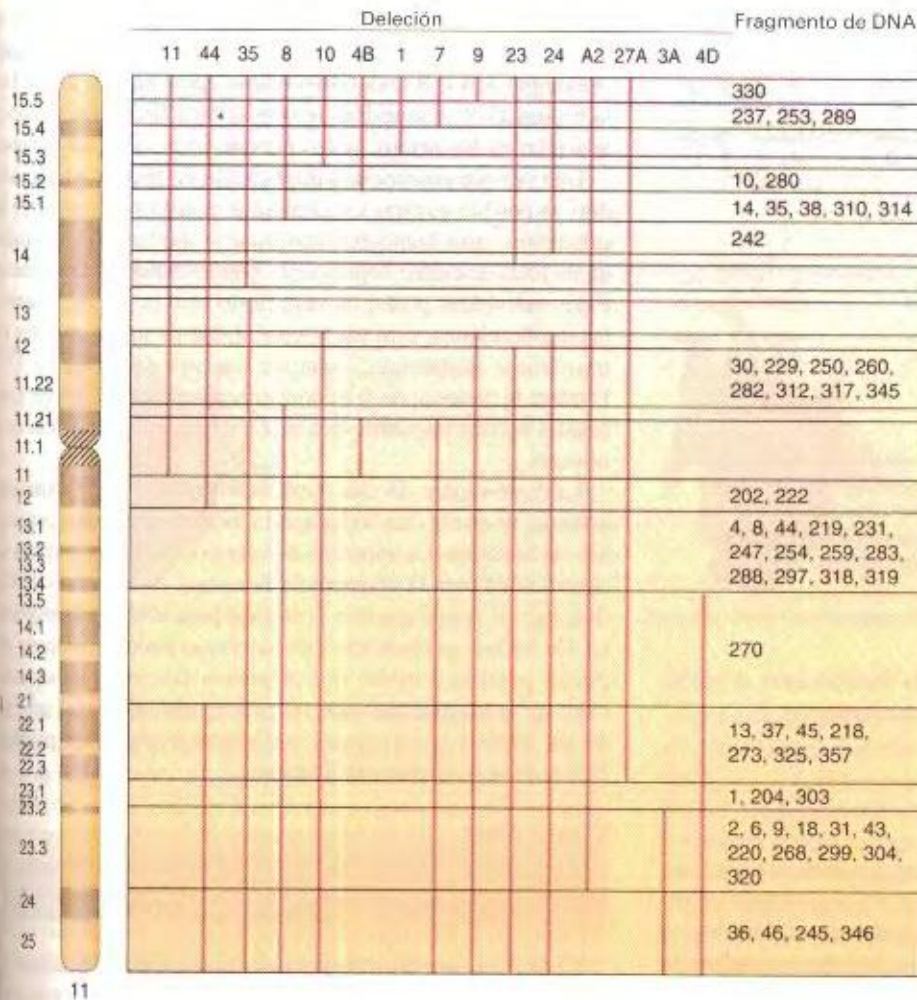 Deleción
Fragmento de DNA
11 44 35 8 10 4B 1 7 9 23 24 A2 27A 3A 4D
15.5
15.4
15.3
15.2
15.1
14
13
12
11.22
11.21
11.1
11
12
13.1
13.2
13.3
13.4
13.5
14.1
14.2
14.3
21
22.1
22.2
22.3
23.1
23.2
23.3
24
25
11
330
237, 253, 289
10, 280
14, 35, 38, 310, 314
242
30, 229, 250, 260,
282, 312, 317, 345
202, 222
4, 8, 44, 219, 231,
247, 254, 259, 283,
288, 297, 318, 319
270
13, 37, 45, 218,
273, 325, 357
1, 204, 303
2, 6, 9, 18, 31, 43,
220, 268, 299, 304,
320
36, 46, 245, 346